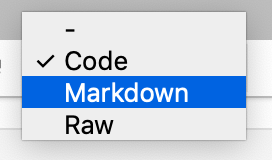 -
✓ Code
Markdown
Raw